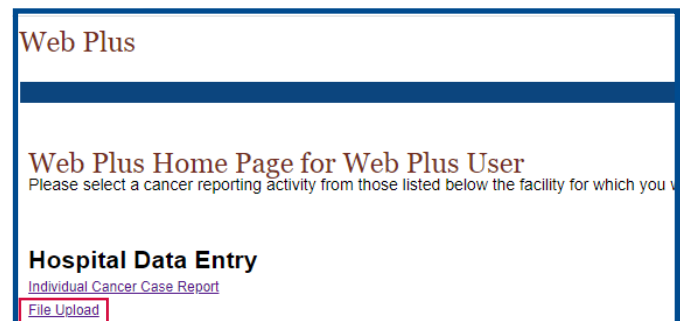 Web Plus
Web Plus Home Page for Web Plus User
Please select a cancer reporting activity from those listed below the facility for which you
Hospital Data Entry
Individual Cancer Case Report
File Upload